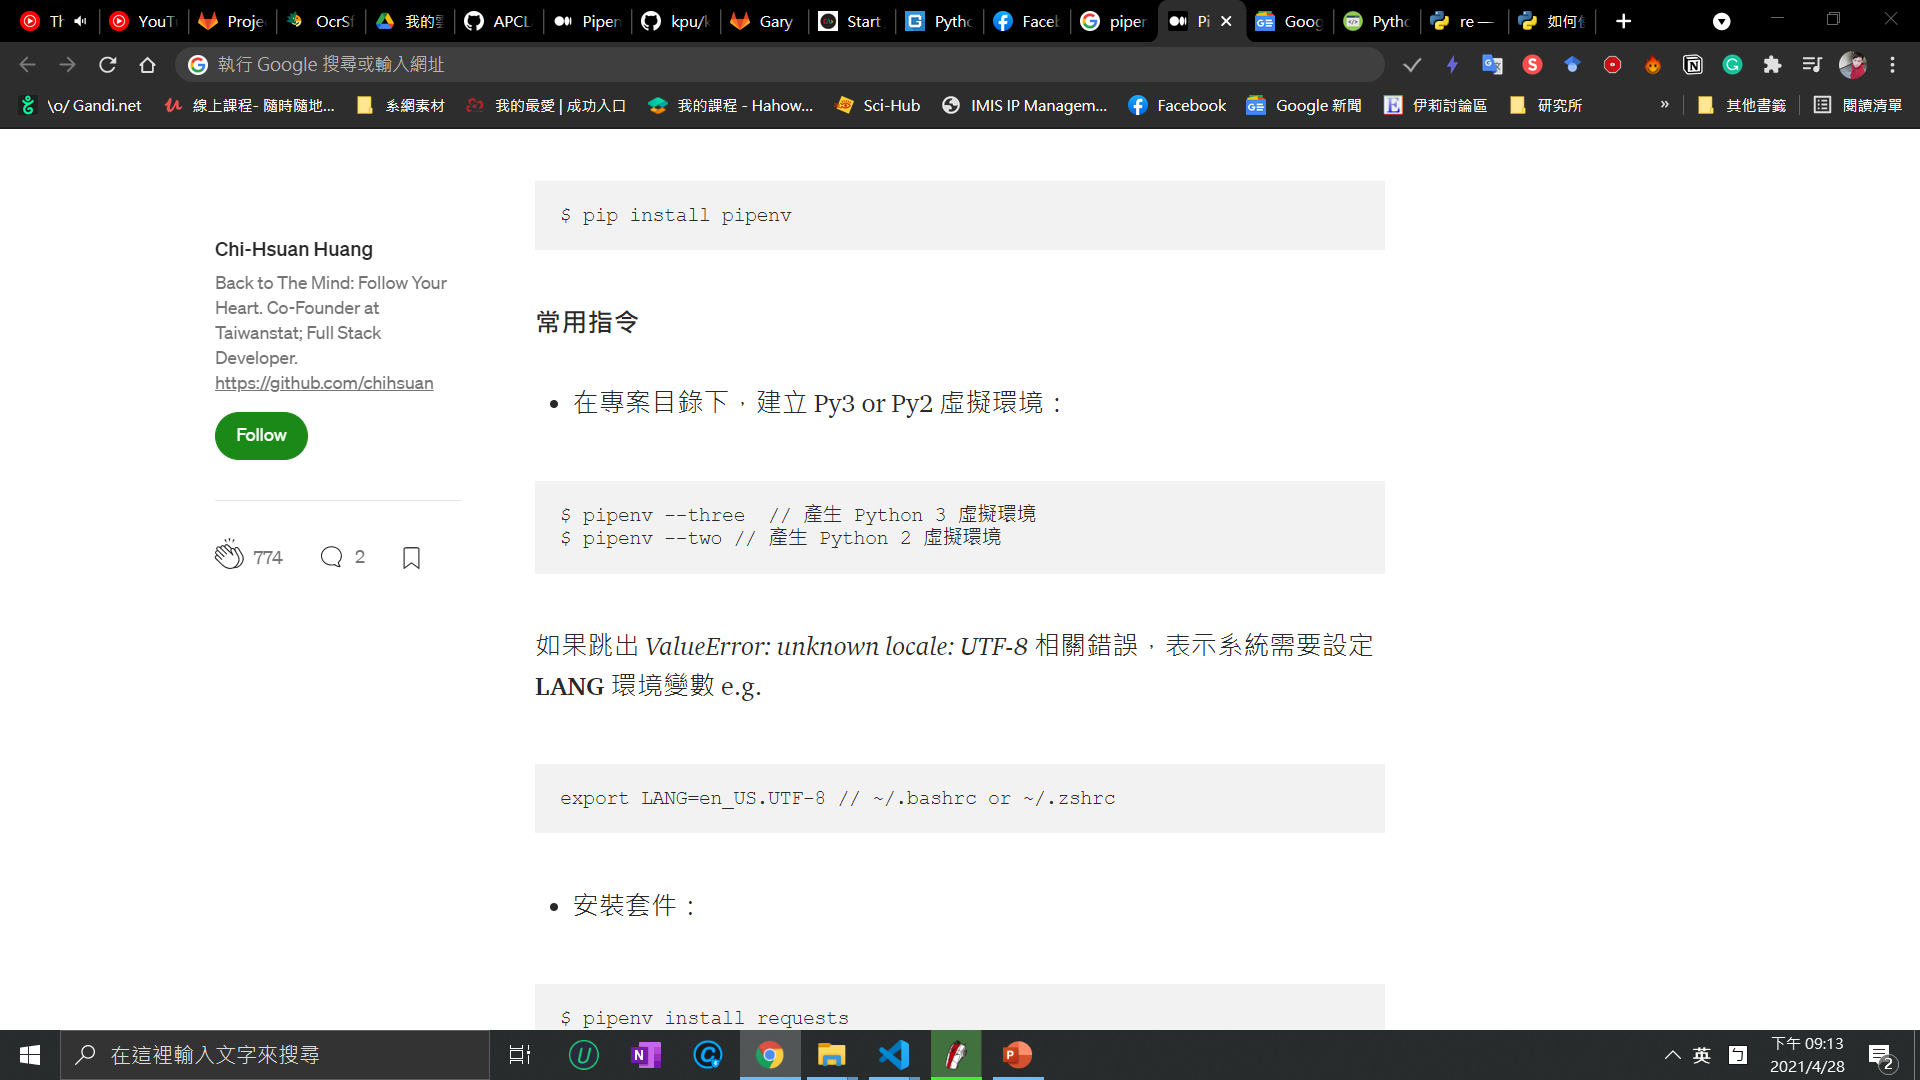 Th
YouTu
Proje
OcrSf
我的雲
APCL
Pipen
kpu/k
Gary
Start
Pytho
Faceb
pipen
Pi
Goog
Pytho
re —
如何使
執行 Google 搜尋或輸入網址
\o/ Gandi.net
線上課程- 隨時隨地...
系網素材
我的最愛 | 成功入口
我的課程 - Hahow...
Sci-Hub
IMIS IP Managem...
Facebook
Google 新聞
伊莉討論區
研究所
»
其他書籤
閱讀清單
$ pip install pipenv
Chi-Hsuan Huang
Back to The Mind: Follow Your
Heart. Co-Founder at
Taiwanstat; Full Stack
Developer.
https://github.com/chihsuan
Follow
774
2
常用指令
• 在專案目錄下，建立 Py3 or Py2 虛擬環境：
$ pipenv --three  // 產生 Python 3 虛擬環境
$ pipenv --two // 產生 Python 2 虛擬環境
如果跳出 ValueError: unknown locale: UTF-8 相關錯誤，表示系統需要設定
LANG 環境變數 e.g.
export LANG=en_US.UTF-8 // ~/.bashrc or ~/.zshrc
• 安裝套件：
$ pipenv install requests
在這裡輸入文字來搜尋
英
ㄅ
下午 09:13
2021/4/28
2